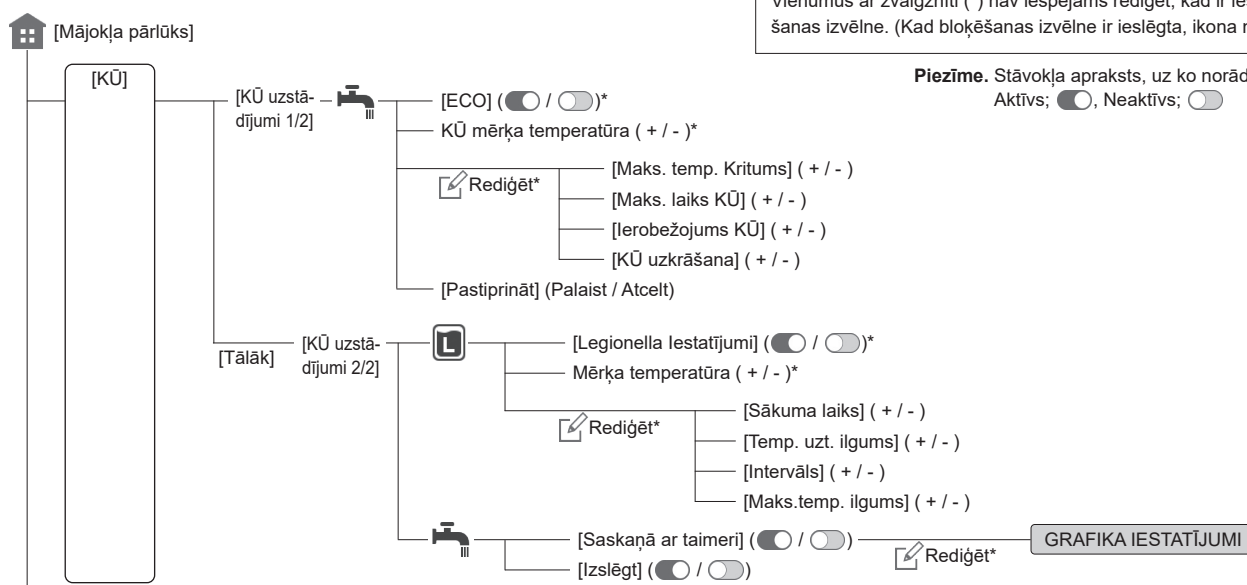 Vienumus ar zvaigznīti (*) nav iespējams rediģēt, kad ir
šanas izvēlne. (Kad bloķēšanas izvēlne ir ieslēgta, ikona
[Mājokļa pārlūks]
Piezīme. Stāvokļa apraksts, uz ko
Aktīvs; , Neaktīvs;
[KŪ]
[KŪ uzstā-
dījumi 1/2]
[ECO] ( / )*
KŪ mērķa temperatūra ( + / - )*
Rediģēt*
[Maks. temp. Kritums] ( + / - )
[Maks. laiks KŪ] ( + / - )
[Ierobežojums KŪ] ( + / - )
[KŪ uzkrāšana] ( + / - )
[Pastiprināt] (Palaist / Atcelt)
[Tālāk]
[KŪ uzstā-
dījumi 2/2]
L
[Legionella Iestatījumi] ( / )*
Mērķa temperatūra ( + / - )*
Rediģēt*
[Sākuma laiks] ( + / - )
[Temp. uzt. ilgums] ( + / - )
[Intervāls] ( + / - )
[Maks.temp. ilgums] ( + / - )
[Saskaņā ar taimeri] ( / )
Rediģēt*
GRAFIKA IESTATĪJUMI
[Izslēgt] ( / )